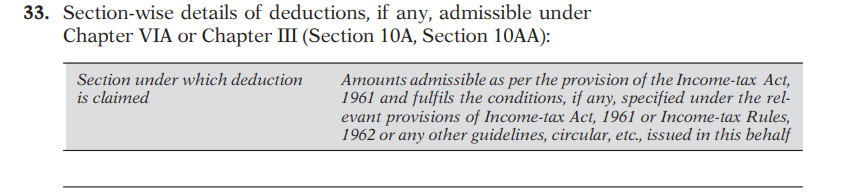 33. Section-wise details of deductions, if any, admissible under
Chapter VIA or Chapter III (Section 10A, Section 10AA):
Section under which deduction
is claimed
Amounts admissible as per the provision of the Income-tax Act,
1961 and fulfils the conditions, if any, specified under the rel-
evant provisions of Income-tax Act, 1961 or Income-tax Rules,
1962 or any other guidelines, circular, etc., issued in this behalf